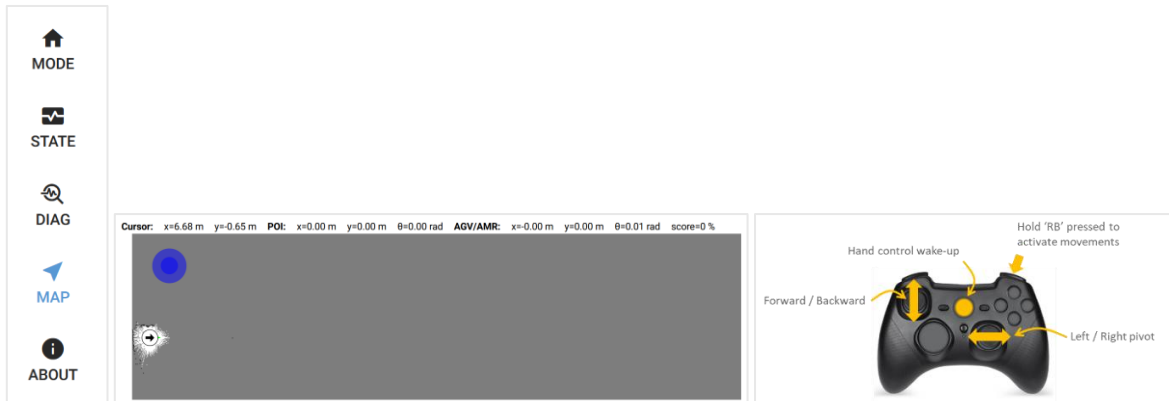 MODE
STATE
DIAG
MAP
ABOUT
Cursor: x=6.68 m y=-0.65 m POI: x=0.00 m y=0.00 m θ=0.00 rad AGV/AMR: x=-0.00 m y=0.00 m θ=0.01 rad score=0 %
Hold 'RB' pressed to
activate movements
Hand control wake-up
Forward / Backward
Left / Right pivot